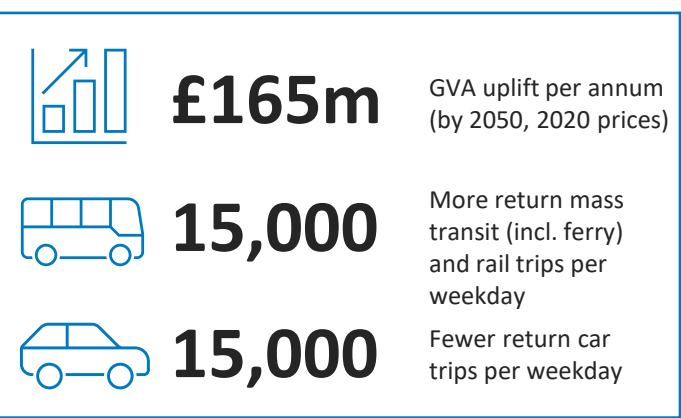 £165m
GVA uplift per annum
(by 2050, 2020 prices)
15,000
More return mass
transit (incl. ferry)
and rail trips per
weekday
15,000
Fewer return car
trips per weekday